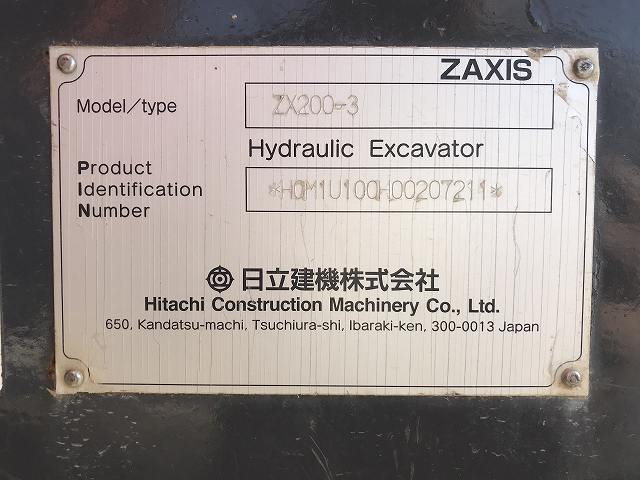 ZAXIS
Model/type ZX200-3
Hydraulic Excavator
Product
Identification
Number
*HCM1U100H00207211*
日立建機株式会社
Hitachi Construction Machinery Co., Ltd.
650, Kandatsu-machi, Tsuchiura-shi, Ibaraki-ken, 300-0013 Japan